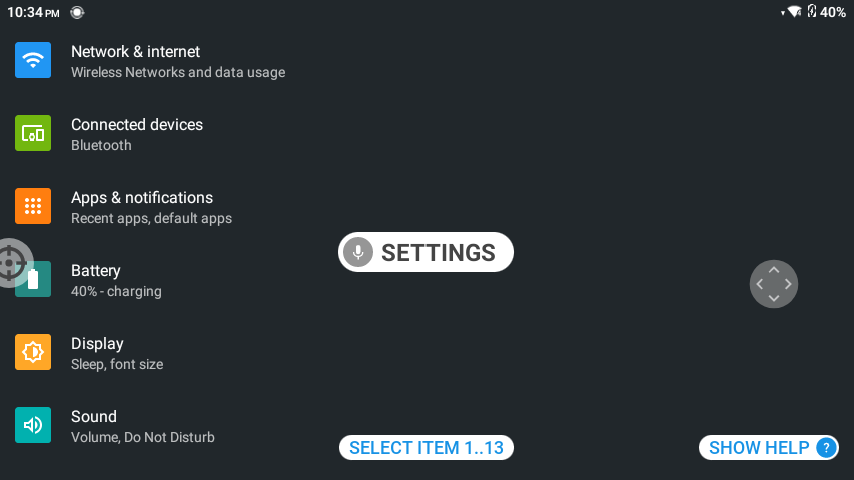 10:34 PM
40%
Network & internet
Wireless Networks and data usage
Connected devices
Bluetooth
Apps & notifications
Recent apps, default apps
SETTINGS
Battery
40% - charging
Display
Sleep, font size
Sound
Volume, Do Not Disturb
SELECT ITEM 1..13
SHOW HELP ?